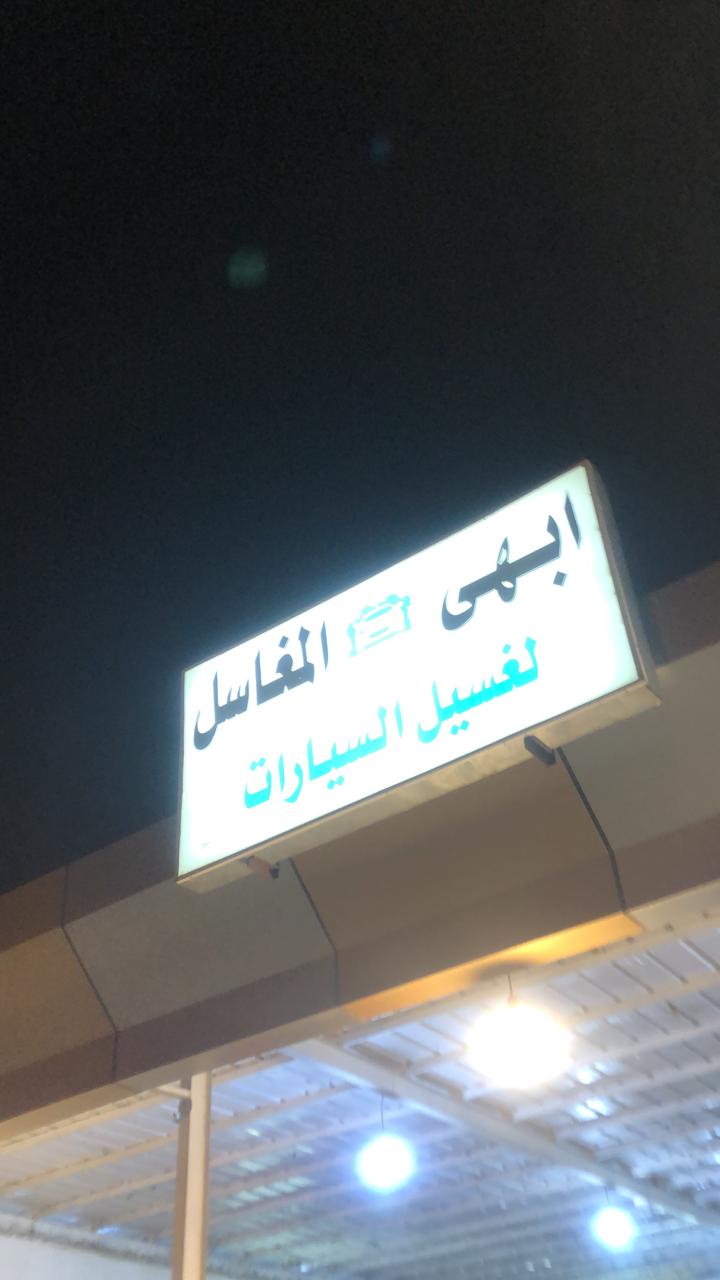 ابهى المغاسل
لغسيل السيارات